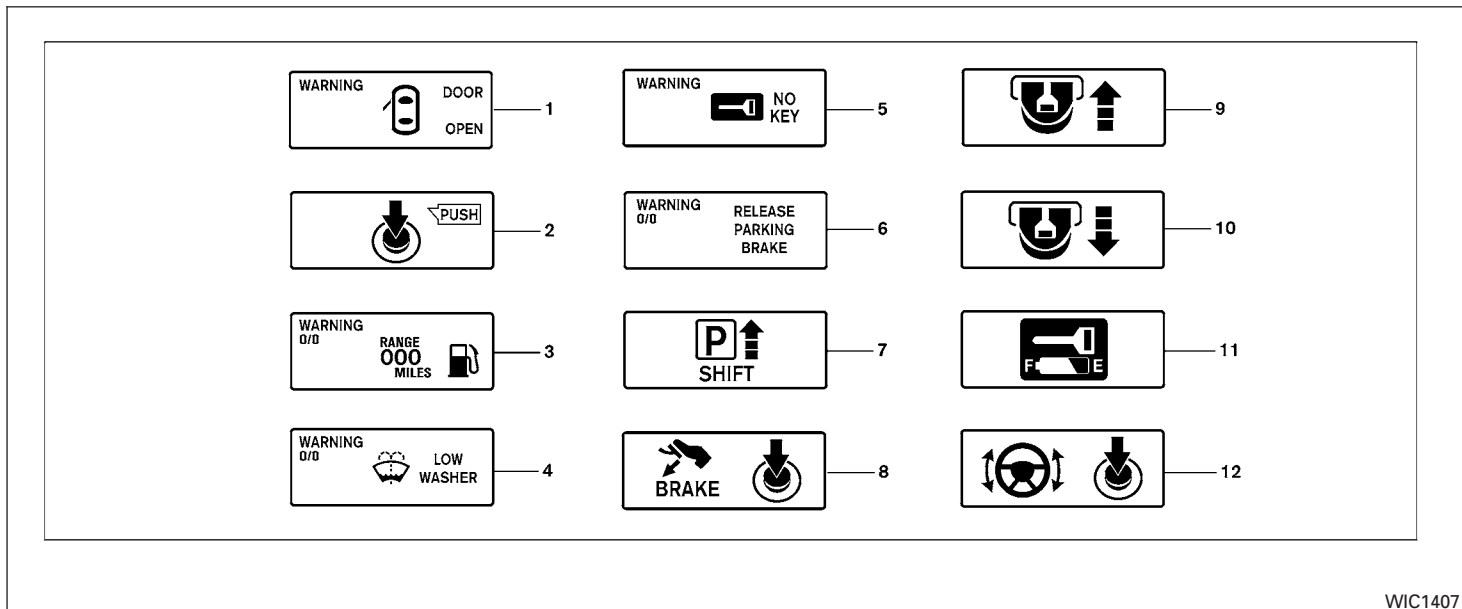 WARNING
DOOR
OPEN
1
PUSH
2
WARNING
0/0
RANGE
000
MILES
3
WARNING
0/0
LOW
WASHER
4
WARNING
NO
KEY
5
WARNING
0/0
RELEASE
PARKING
BRAKE
6
P
SHIFT
7
BRAKE
8
9
10
F E
11
12
WIC1407